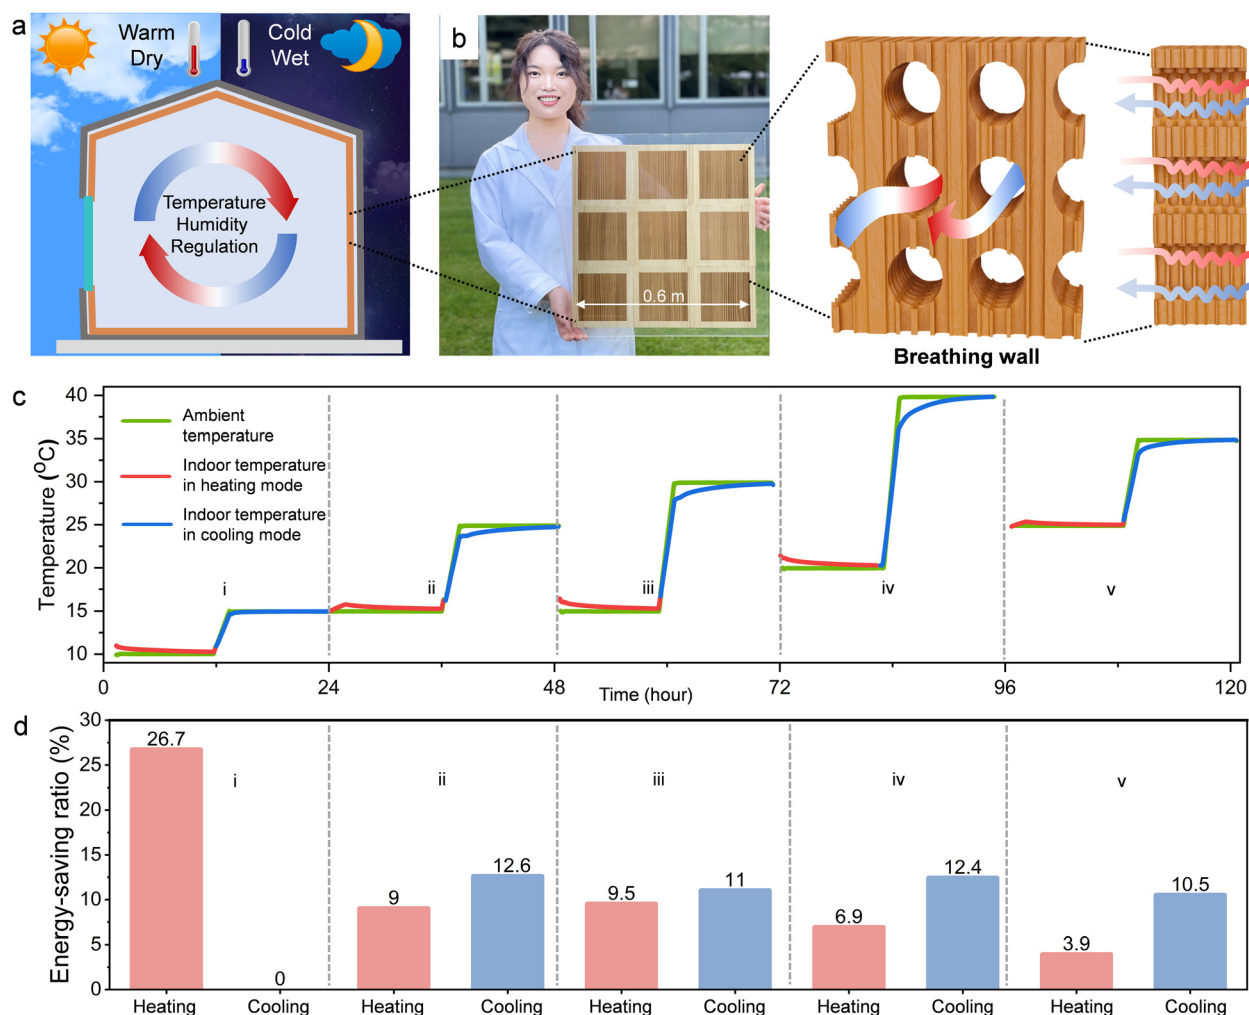 a
Warm
Dry
Cold
Wet
Temperature
Humidity
Regulation
b
0.6 m
Breathing wall
c
Temperature (°C)
40
35
30
25
20
15
10
Ambient
temperature
Indoor temperature
in heating mode
Indoor temperature
in cooling mode
i
ii
iii
iv
v
0
24
48
72
96
120
Time (hour)
d
Energy-saving ratio (%)
30
25
20
15
10
5
0
26.7
0
9
12.6
9.5
11
6.9
12.4
3.9
10.5
i
ii
iii
iv
v
Heating
Cooling
Heating
Cooling
Heating
Cooling
Heating
Cooling
Heating
Cooling